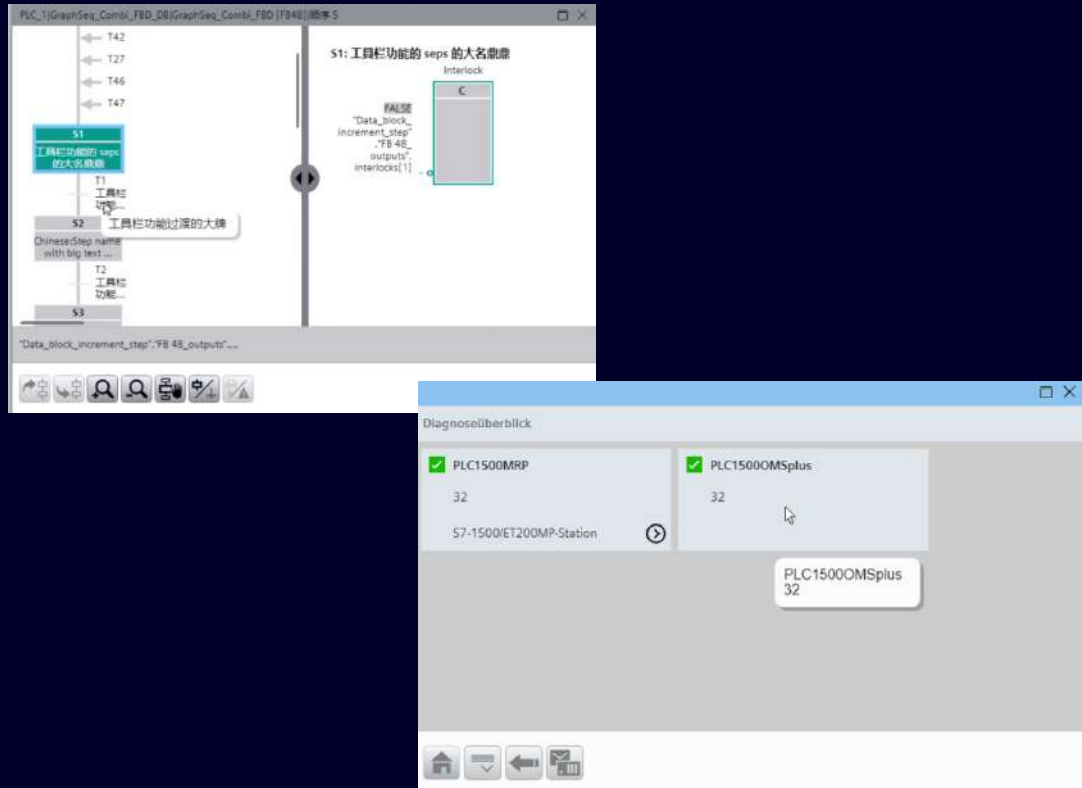 PLC_1|GraphSeq_Combi_FBD_DB|GraphSeq_Combi_FBD [FB48]|顺序 S
T42
T27
T46
T47
S1
工具栏功能的 seps
的大名鼎鼎
T1
工具栏
功能...
工具栏功能过渡的大牌
S2
Chinese:Step name
with big text ...
T2
工具栏
功能...
S3
S1: 工具栏功能的 seps 的大名鼎鼎
Interlock
C
FALSE
"Data_block_
increment_step"
."FB 48_
outputs".
interlocks[1]
"Data_block_increment_step"."FB 48_outputs"....
Diagnoseüberblick
PLC1500MRP
32
S7-1500/ET200MP-Station
PLC1500OMSplus
32
PLC1500OMSplus
32